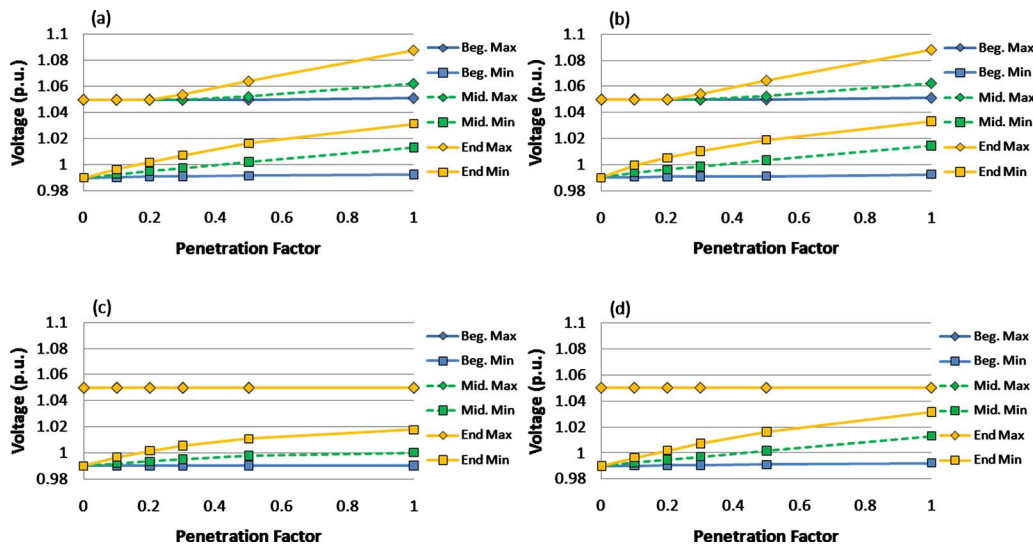 (a)
Voltage (p.u.)
1.1
1.08
1.06
1.04
1.02
1
0.98
0 0.2 0.4 0.6 0.8 1
Penetration Factor
Beg. Max
Beg. Min
Mid. Max
Mid. Min
End Max
End Min
(b)
Voltage (p.u.)
1.1
1.08
1.06
1.04
1.02
1
0.98
0 0.2 0.4 0.6 0.8 1
Penetration Factor
Beg. Max
Beg. Min
Mid. Max
Mid. Min
End Max
End Min
(c)
Voltage (p.u.)
1.1
1.08
1.06
1.04
1.02
1
0.98
0 0.2 0.4 0.6 0.8 1
Penetration Factor
Beg. Max
Beg. Min
Mid. Max
Mid. Min
End Max
End Min
(d)
Voltage (p.u.)
1.1
1.08
1.06
1.04
1.02
1
0.98
0 0.2 0.4 0.6 0.8 1
Penetration Factor
Beg. Max
Beg. Min
Mid. Max
Mid. Min
End Max
End Min